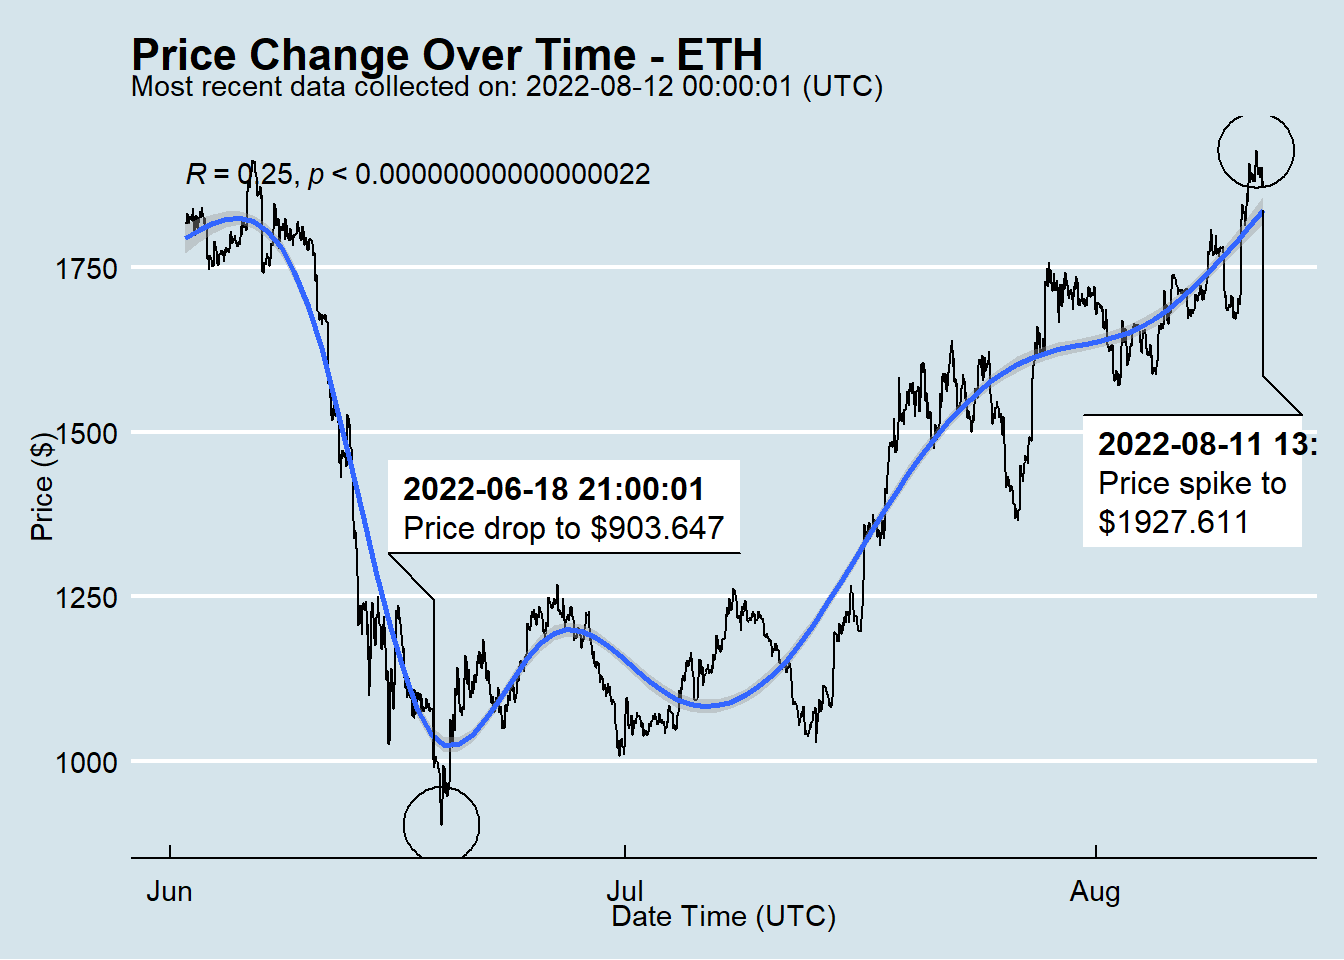 Price Change Over Time - ETH
Most recent data collected on: 2022-08-12 00:00:01 (UTC)
R = 0.25, p < 0.00000000000000022
1750
1500
1250
1000
Price ($)
2022-06-18 21:00:01
Price drop to $903.647
2022-08-11 13:
Price spike to
$1927.611
Jun
Jul
Aug
Date Time (UTC)